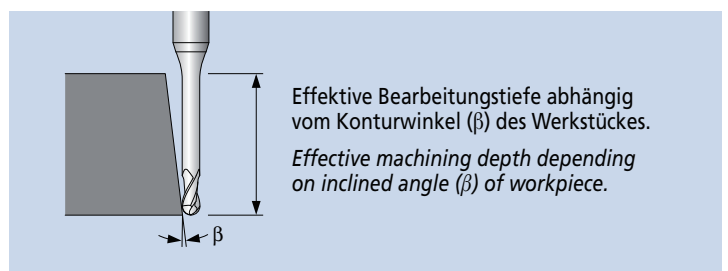 Effektive Bearbeitungstiefe abhängig
vom Konturwinkel (β) des Werkstückes.
Effective machining depth depending
on inclined angle (β) of workpiece.
β